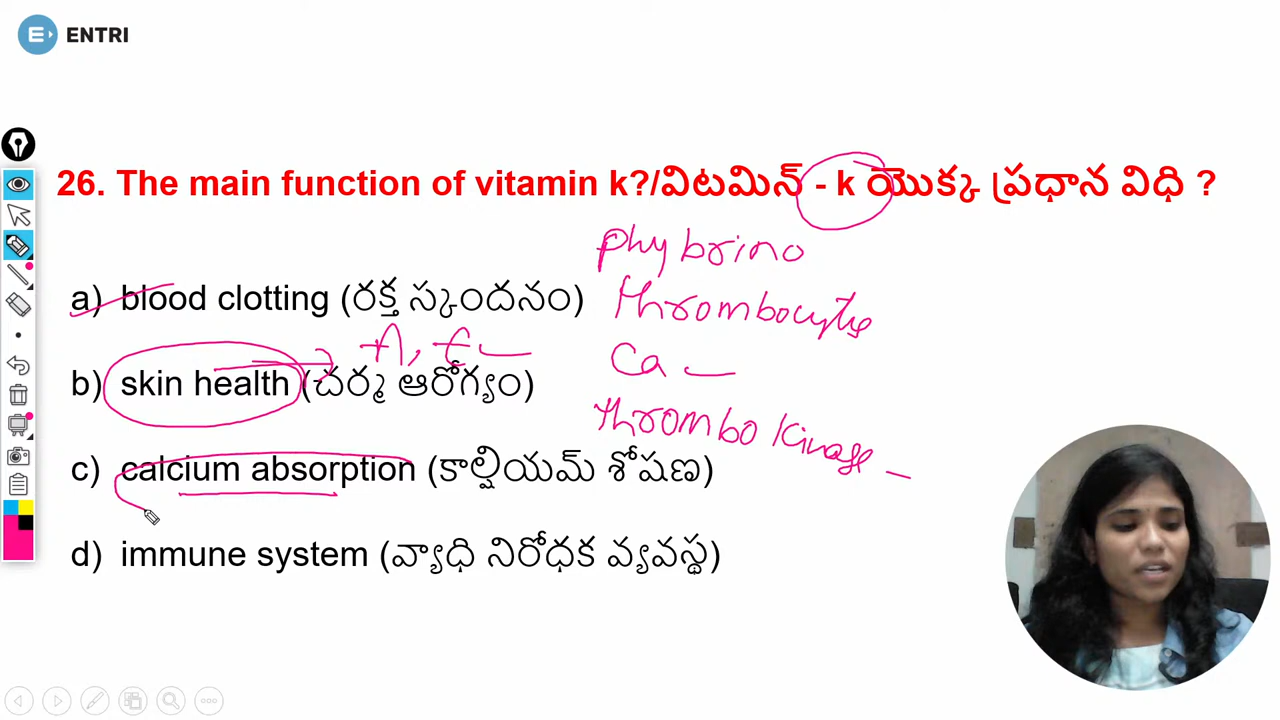 ENTRI
26. The main function of vitamin k?/విటమిన్ - k యొక్క ప్రధాన విధి ?
phybrino
a) blood clotting (రక్త స్కందనం)
thrombocytes
A, E
Ca
b) skin health (చర్మ ఆరోగ్యం)
thrombo kinase
c) calcium absorption (కాల్షియమ్ శోషణ)
d) immune system (వ్యాధి నిరోధక వ్యవస్థ)